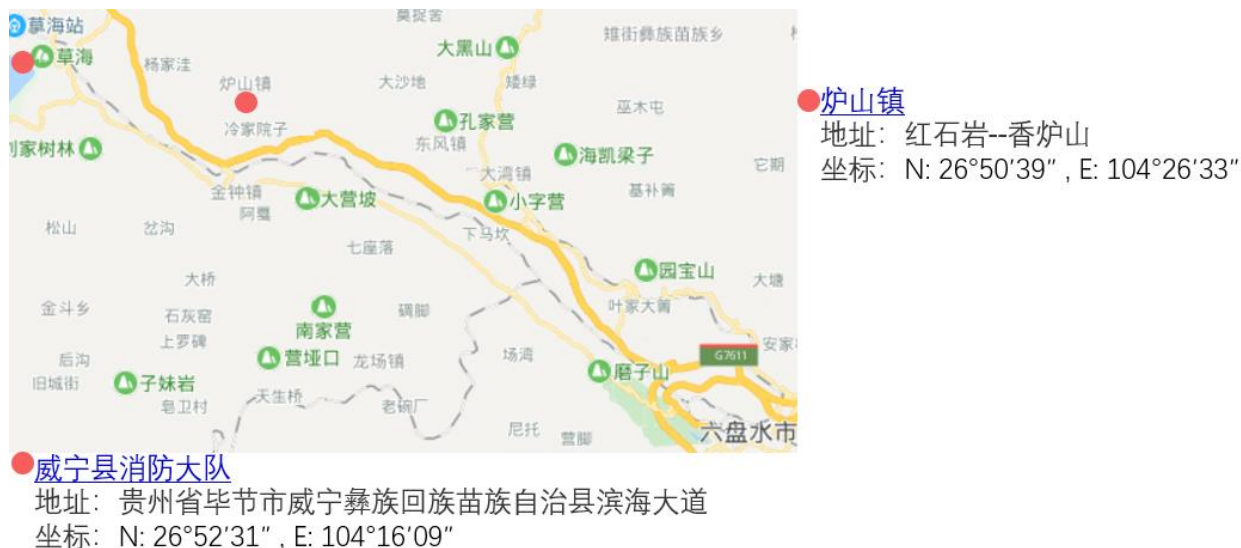 莫捉舍
草海站
草海
杨家洼
炉山镇
大黑山
雄街彝族苗族乡
大沙地
矮绿
巫木屯
冷家院子
孔家营
东风镇
刘家树林
海凯梁子
大湾镇
它期
金钟镇
阿戛
大营坡
小字营
基补箐
松山
岔沟
七座落
下马坎
大桥
园宝山
大塘
金斗乡
石灰窑
南家营
碉脚
叶家大箐
上罗碑
后沟
营垭口
龙场镇
场湾
G7611
安家
旧城街
子妹岩
皂卫村
天生桥
老碗厂
磨子山
尼托
营脚
六盘水市
炉山镇
地址：红石岩--香炉山
坐标：N: 26°50′39″ , E: 104°26′33″
威宁县消防大队
地址：贵州省毕节市威宁彝族回族苗族自治县滨海大道
坐标：N: 26°52′31″ , E: 104°16′09″